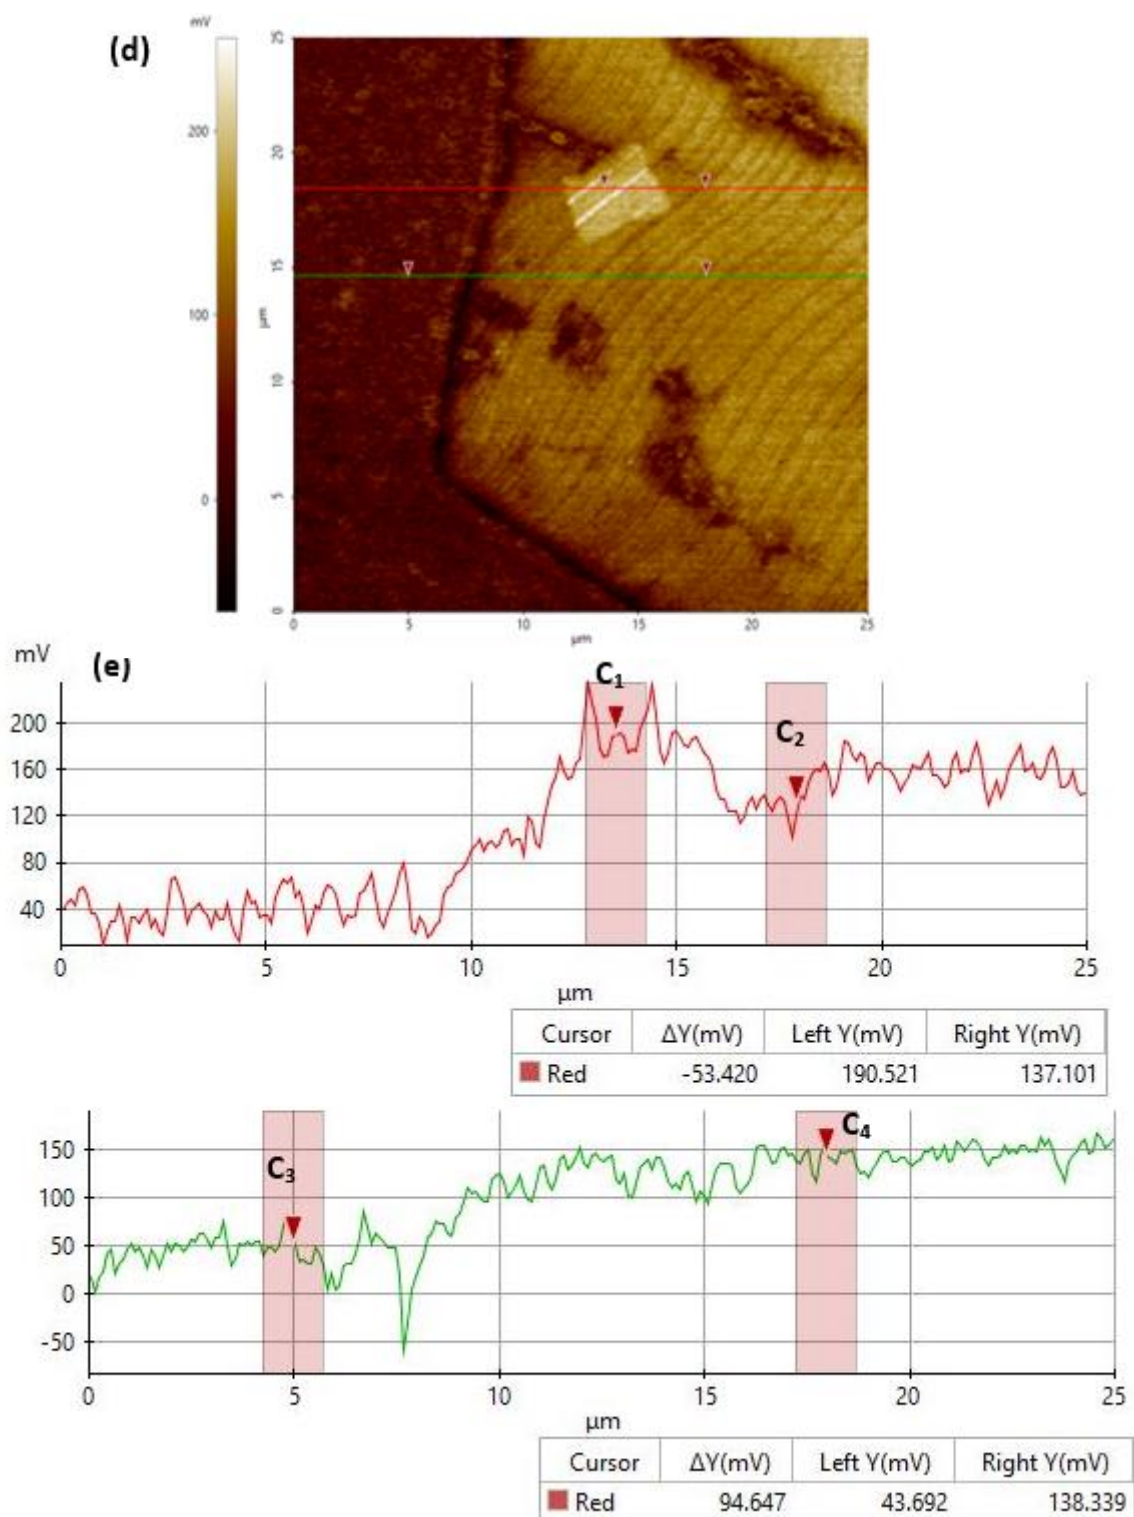 mV
(d)
25
200
20
15
100
µm
10
5
0
0
0 5 10 15 20 25
µm
mV
(e)
C₁
C₂
200
160
120
80
40
0 5 10 15 20 25
µm
Cursor ΔY(mV) Left Y(mV) Right Y(mV)
Red -53.420 190.521 137.101
150
C₄
C₃
100
50
0
-50
0 5 10 15 20 25
µm
Cursor ΔY(mV) Left Y(mV) Right Y(mV)
Red 94.647 43.692 138.339